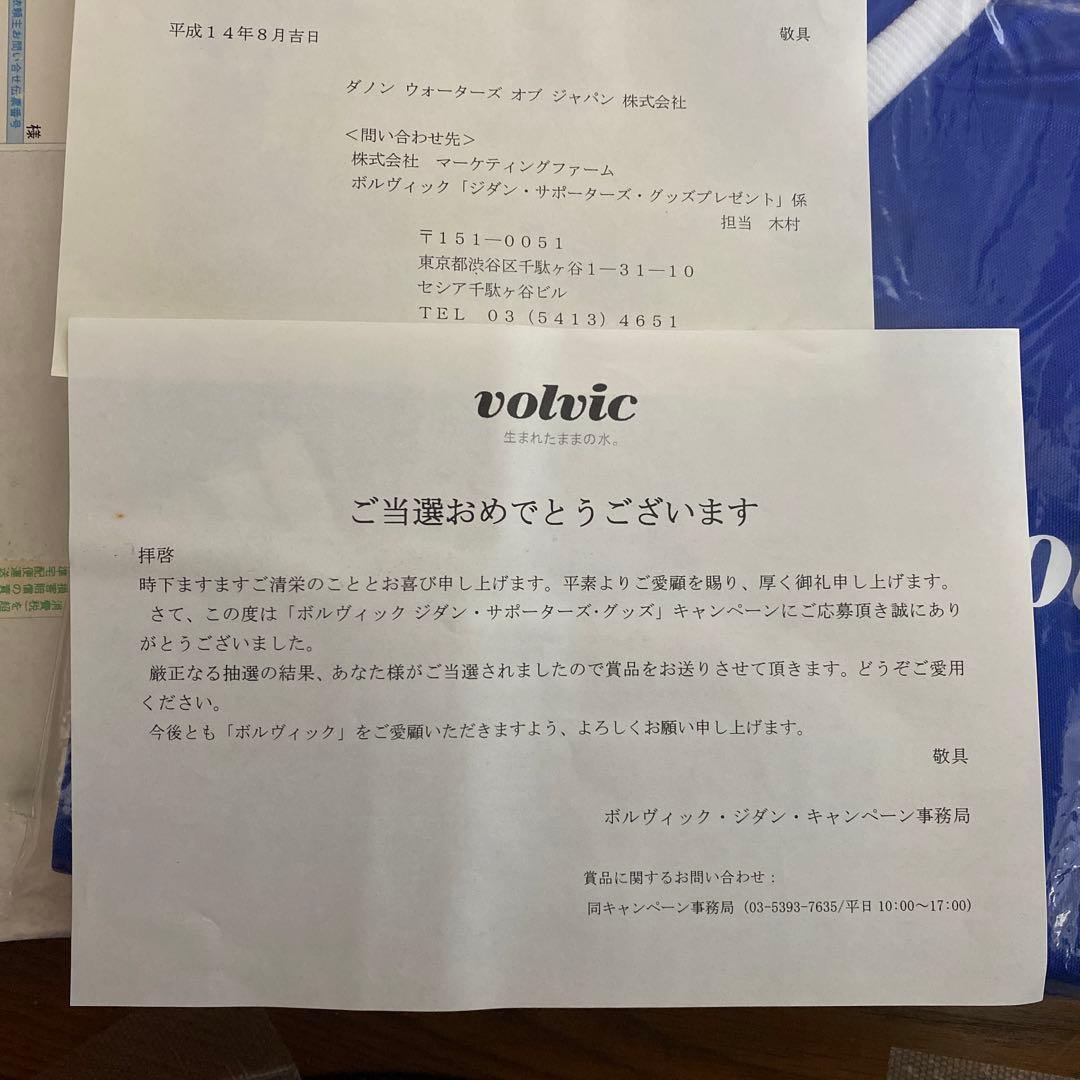 依頼主お問い合せ伝票番号
様
平成14年8月吉日
敬具
ダノン ウォーターズ オブ ジャパン 株式会社
<問い合わせ先>
株式会社 マーケティングファーム
ボルヴィック「ジダン・サポーターズ・グッズプレゼント」係
担当 木村
〒151—0051
東京都渋谷区千駄ヶ谷1—31—10
セシア千駄ヶ谷ビル
TEL 03(5413)4651
volvic
生まれたままの水。
ご当選おめでとうございます
拝啓
時下ますますご清栄のこととお喜び申し上げます。平素よりご愛顧を賜り、厚く御礼申し上げます。
さて、この度は「ボルヴィック ジダン・サポーターズ・グッズ」キャンペーンにご応募頂き誠にあり
がとうございました。
厳正なる抽選の結果、あなた様がご当選されましたので賞品をお送りさせて頂きます。どうぞご愛用
ください。
今後とも「ボルヴィック」をご愛顧いただきますよう、よろしくお願い申し上げます。
敬具
ボルヴィック・ジダン・キャンペーン事務局
賞品に関するお問い合わせ：
同キャンペーン事務局 (03-5393-7635/平日 10:00～17:00)